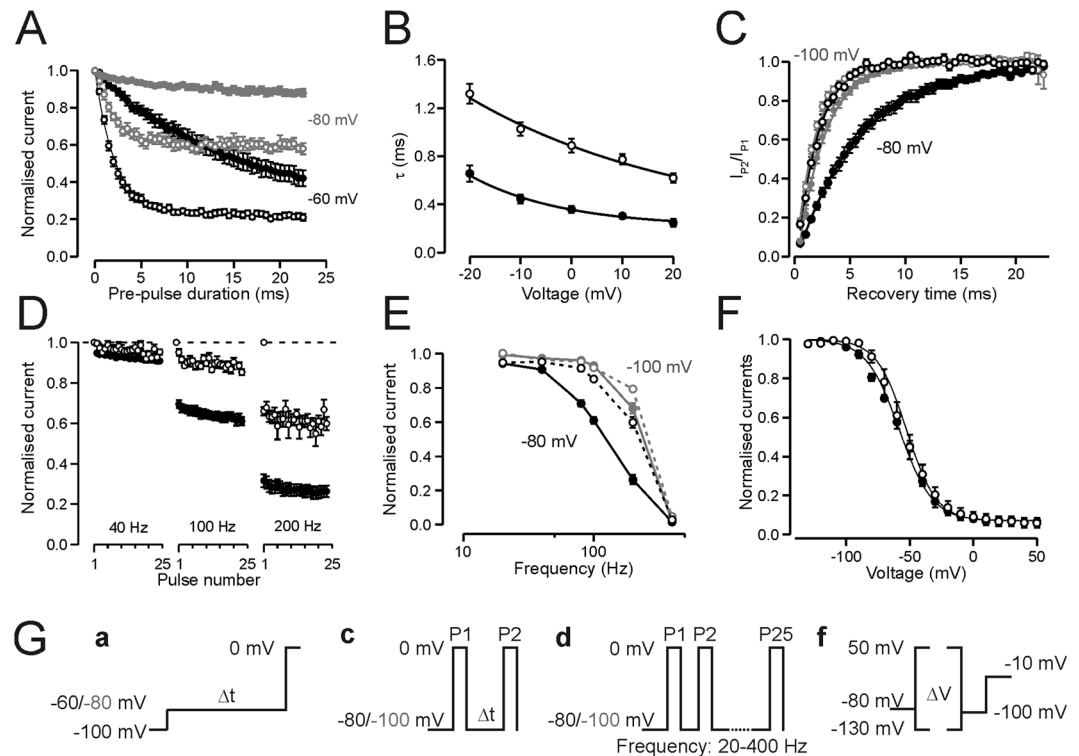 A
Normalised current
1.0
0.8
0.6
0.4
0.2
0.0
-80 mV
-60 mV
0 5 10 15 20 25
Pre-pulse duration (ms)
B
τ (ms)
1.6
1.2
0.8
0.4
0.0
-20 -10 0 10 20
Voltage (mV)
C
IP2/IP1
1.0
0.8
0.6
0.4
0.2
0.0
-100 mV
-80 mV
0 5 10 15 20
Recovery time (ms)
D
Normalised current
1.0
0.8
0.6
0.4
0.2
0.0
40 Hz 100 Hz 200 Hz
1 25 1 25 1 25
Pulse number
E
Normalised current
1.0
0.8
0.6
0.4
0.2
0.0
-100 mV
-80 mV
10 100
Frequency (Hz)
F
Normalised currents
1.0
0.8
0.6
0.4
0.2
0.0
-100 -50 0 50
Voltage (mV)
G
a
0 mV
-60/-80 mV
Δt
-100 mV
c
P1 P2
0 mV
-80/-100 mV
Δt
d
P1 P2 P25
0 mV
-80/-100 mV
Frequency: 20-400 Hz
f
50 mV
-10 mV
-80 mV
ΔV
-100 mV
-130 mV